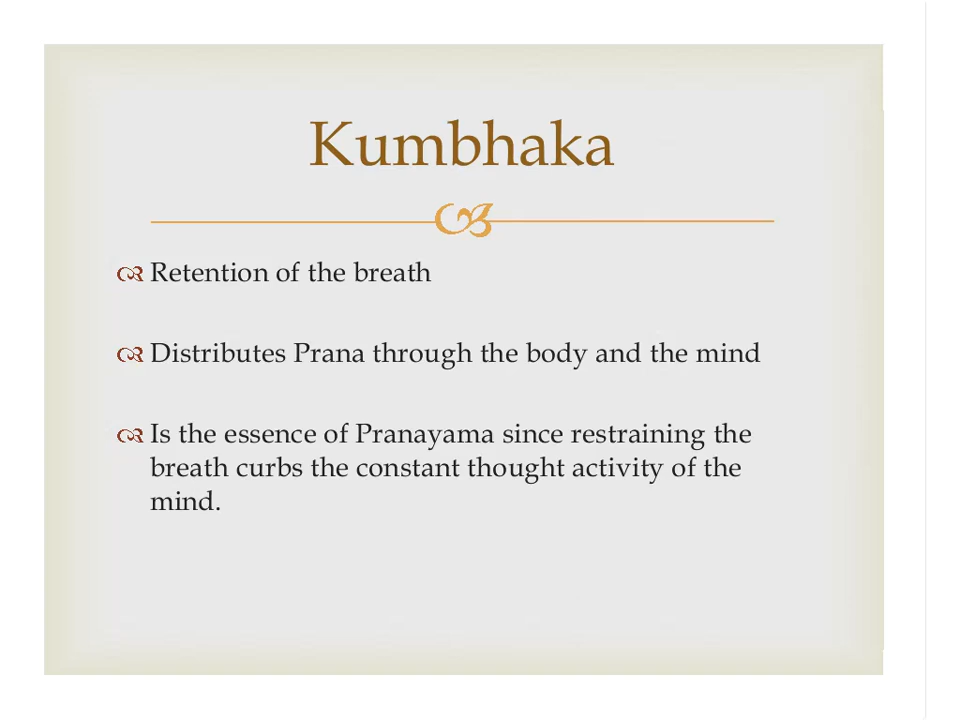 Kumbhaka
Retention of the breath
Distributes Prana through the body and the mind
Is the essence of Pranayama since restraining the
breath curbs the constant thought activity of the
mind.